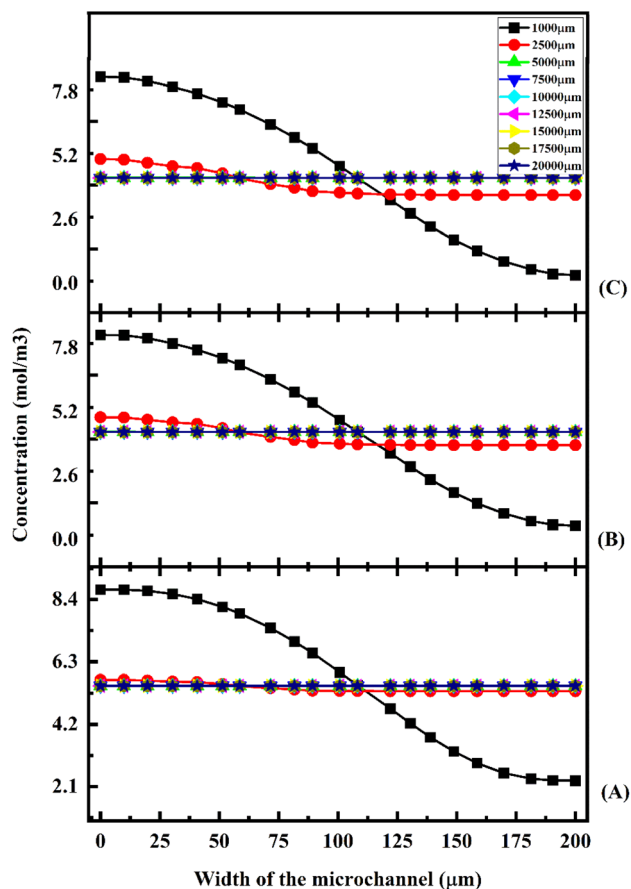 1000μm
2500μm
5000μm
7500μm
10000μm
12500μm
15000μm
17500μm
20000μm
7.8
5.2
2.6
0.0
(C)
7.8
5.2
2.6
0.0
(B)
8.4
6.3
4.2
2.1
(A)
Concentration (mol/m3)
0 25 50 75 100 125 150 175 200
Width of the microchannel (μm)